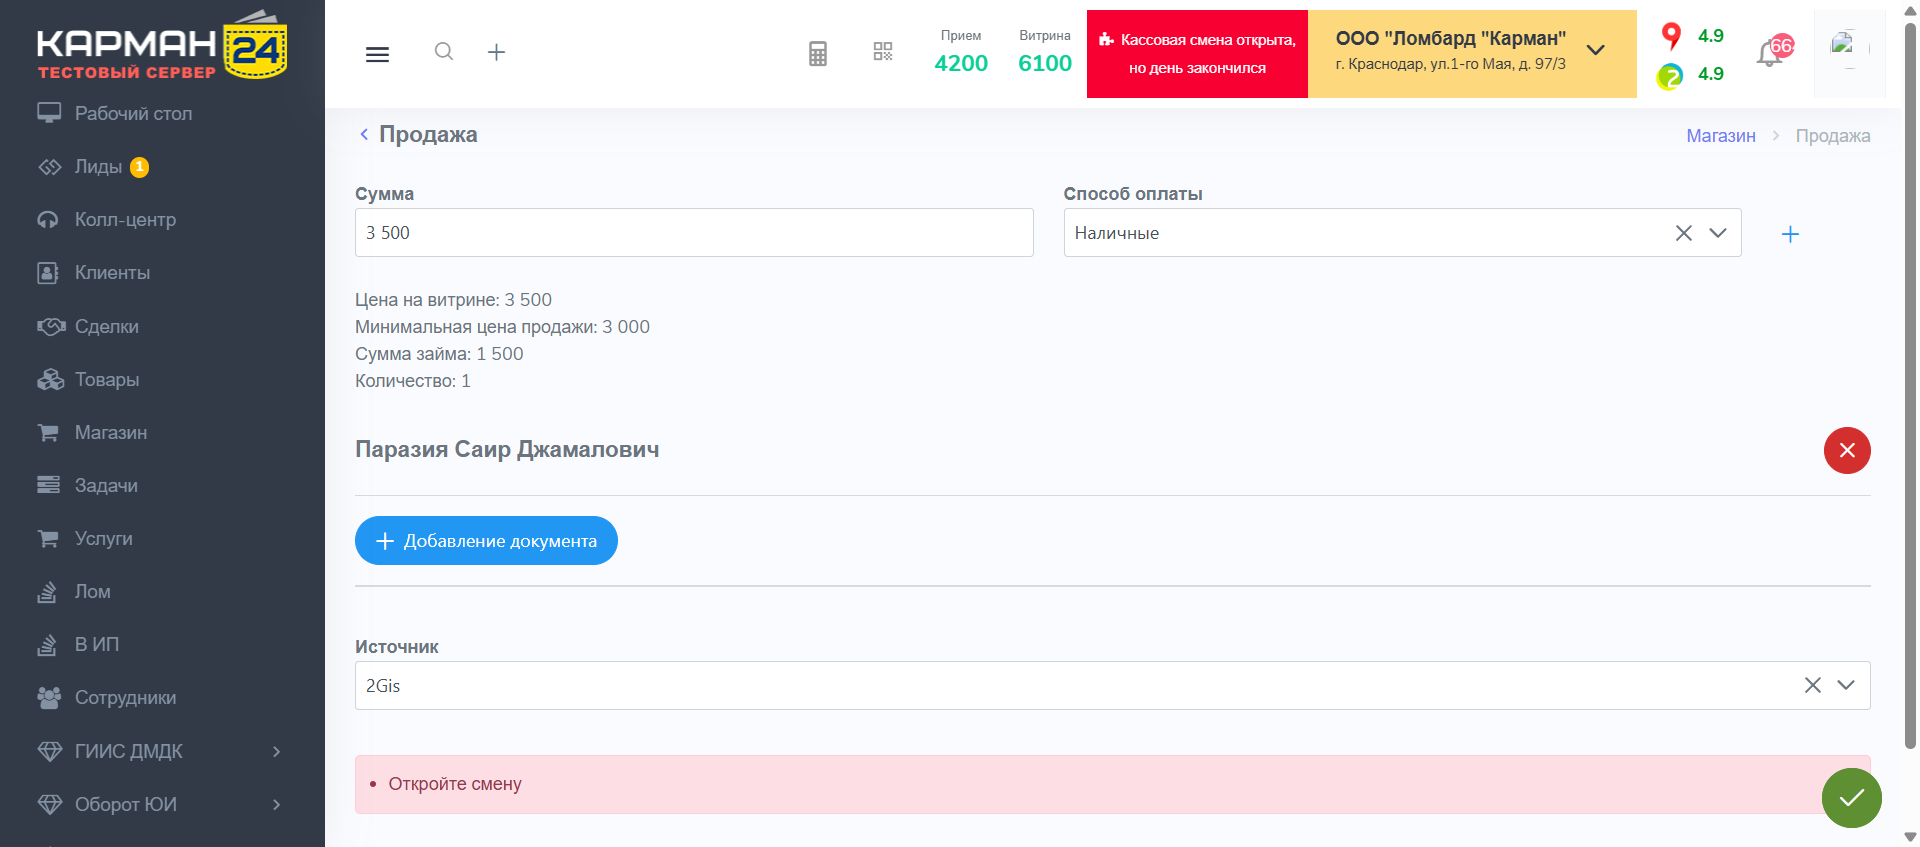 КАРМАН 24
ТЕСТОВЫЙ СЕРВЕР
Рабочий стол
Лиды 1
Колл-центр
Клиенты
Сделки
Товары
Магазин
Задачи
Услуги
Лом
В ИП
Сотрудники
ГИИС ДМДК
Оборот ЮИ
Прием
4200
Витрина
6100
Кассовая смена открыта,
но день закончился
ООО "Ломбард "Карман"
г. Краснодар, ул.1-го Мая, д. 97/3
4.9
4.9
Продажа
Магазин > Продажа
Сумма
3 500
Способ оплаты
Наличные
Цена на витрине: 3 500
Минимальная цена продажи: 3 000
Сумма займа: 1 500
Количество: 1
Паразия Саир Джамалович
Добавление документа
Источник
2Gis
• Откройте смену